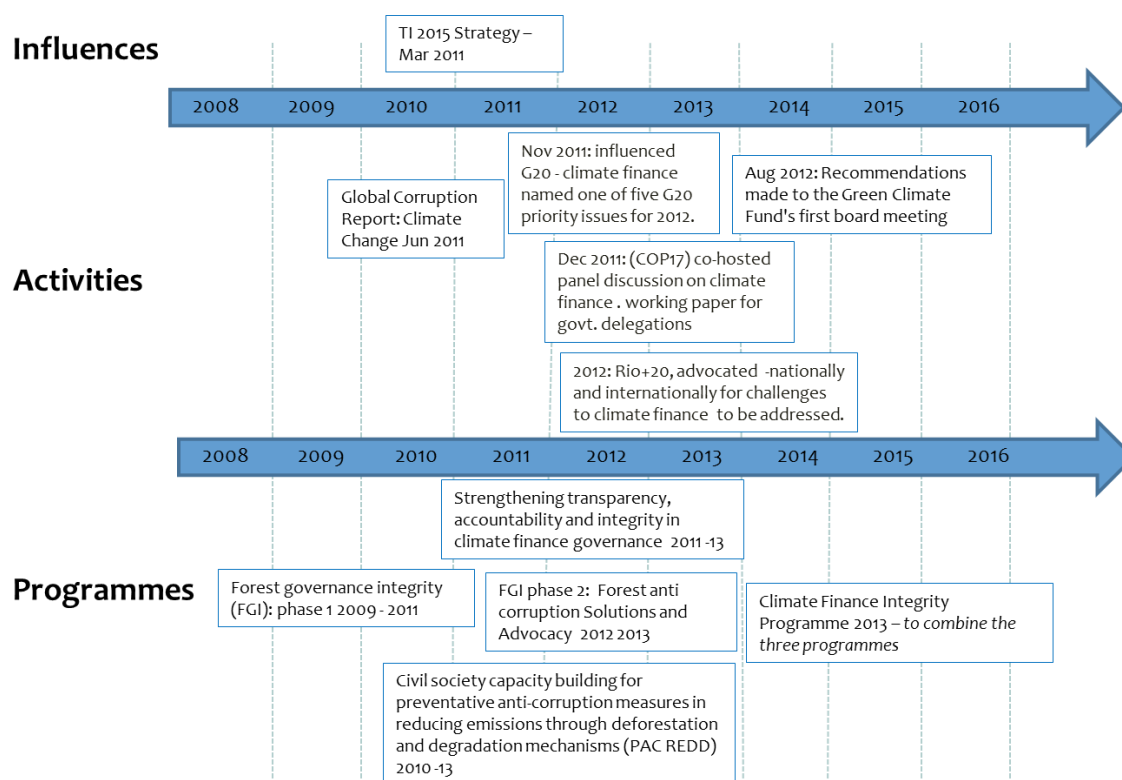 Influences
TI 2015 Strategy –
Mar 2011
2008 2009 2010 2011 2012 2013 2014 2015 2016
Nov 2011: influenced
G20 - climate finance
named one of five G20
priority issues for 2012.
Aug 2012: Recommendations
made to the Green Climate
Fund's first board meeting
Global Corruption
Report: Climate
Change Jun 2011
Activities
Dec 2011: (COP17) co-hosted
panel discussion on climate
finance . working paper for
govt. delegations
2012: Rio+20, advocated -nationally
and internationally for challenges
to climate finance to be addressed.
2008 2009 2010 2011 2012 2013 2014 2015 2016
Strengthening transparency,
accountability and integrity in
climate finance governance 2011 -13
Programmes
Forest governance integrity
(FGI): phase 1 2009 - 2011
FGI phase 2: Forest anti
corruption Solutions and
Advocacy 2012 2013
Climate Finance Integrity
Programme 2013 – to combine the
three programmes
Civil society capacity building for
preventative anti-corruption measures in
reducing emissions through deforestation
and degradation mechanisms (PAC REDD)
2010 -13